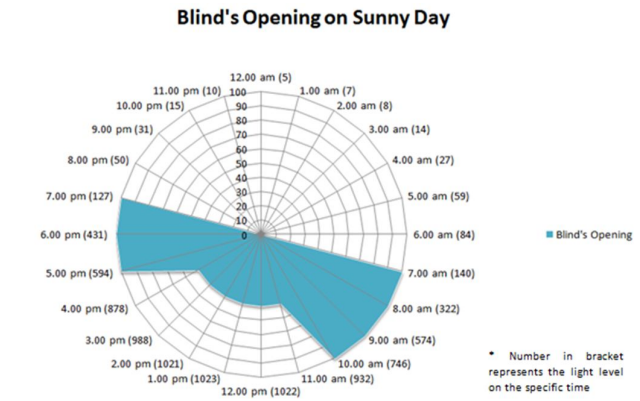 Blind's Opening on Sunny Day
12.00 am (5)
1.00 am (7)
2.00 am (8)
3.00 am (14)
4.00 am (27)
5.00 am (59)
6.00 am (84)
7.00 am (140)
8.00 am (322)
9.00 am (574)
10.00 am (746)
11.00 am (932)
12.00 pm (1022)
1.00 pm (1023)
2.00 pm (1021)
3.00 pm (988)
4.00 pm (878)
5.00 pm (594)
6.00 pm (431)
7.00 pm (127)
8.00 pm (50)
9.00 pm (31)
10.00 pm (15)
11.00 pm (10)
100
90
80
70
60
50
40
30
20
10
0
Blind's Opening
* Number in bracket
represents the light level
on the specific time